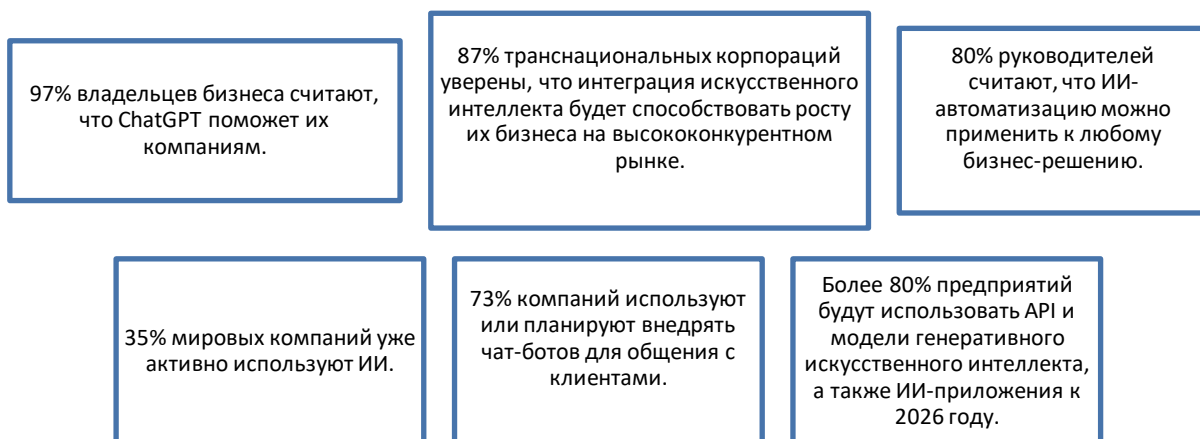 97% владельцев бизнеса считают,
что ChatGPT поможет их
компаниям.
87% транснациональных корпораций
уверены, что интеграция искусственного
интеллекта будет способствовать росту
их бизнеса на высококонкурентном
рынке.
80% руководителей
считают, что ИИ-
автоматизацию можно
применить к любому
бизнес-решению.
35% мировых компаний уже
активно используют ИИ.
73% компаний используют
или планируют внедрять
чат-ботов для общения с
клиентами.
Более 80% предприятий
будут использовать API и
модели генеративного
искусственного интеллекта,
а также ИИ-приложения к
2026 году.